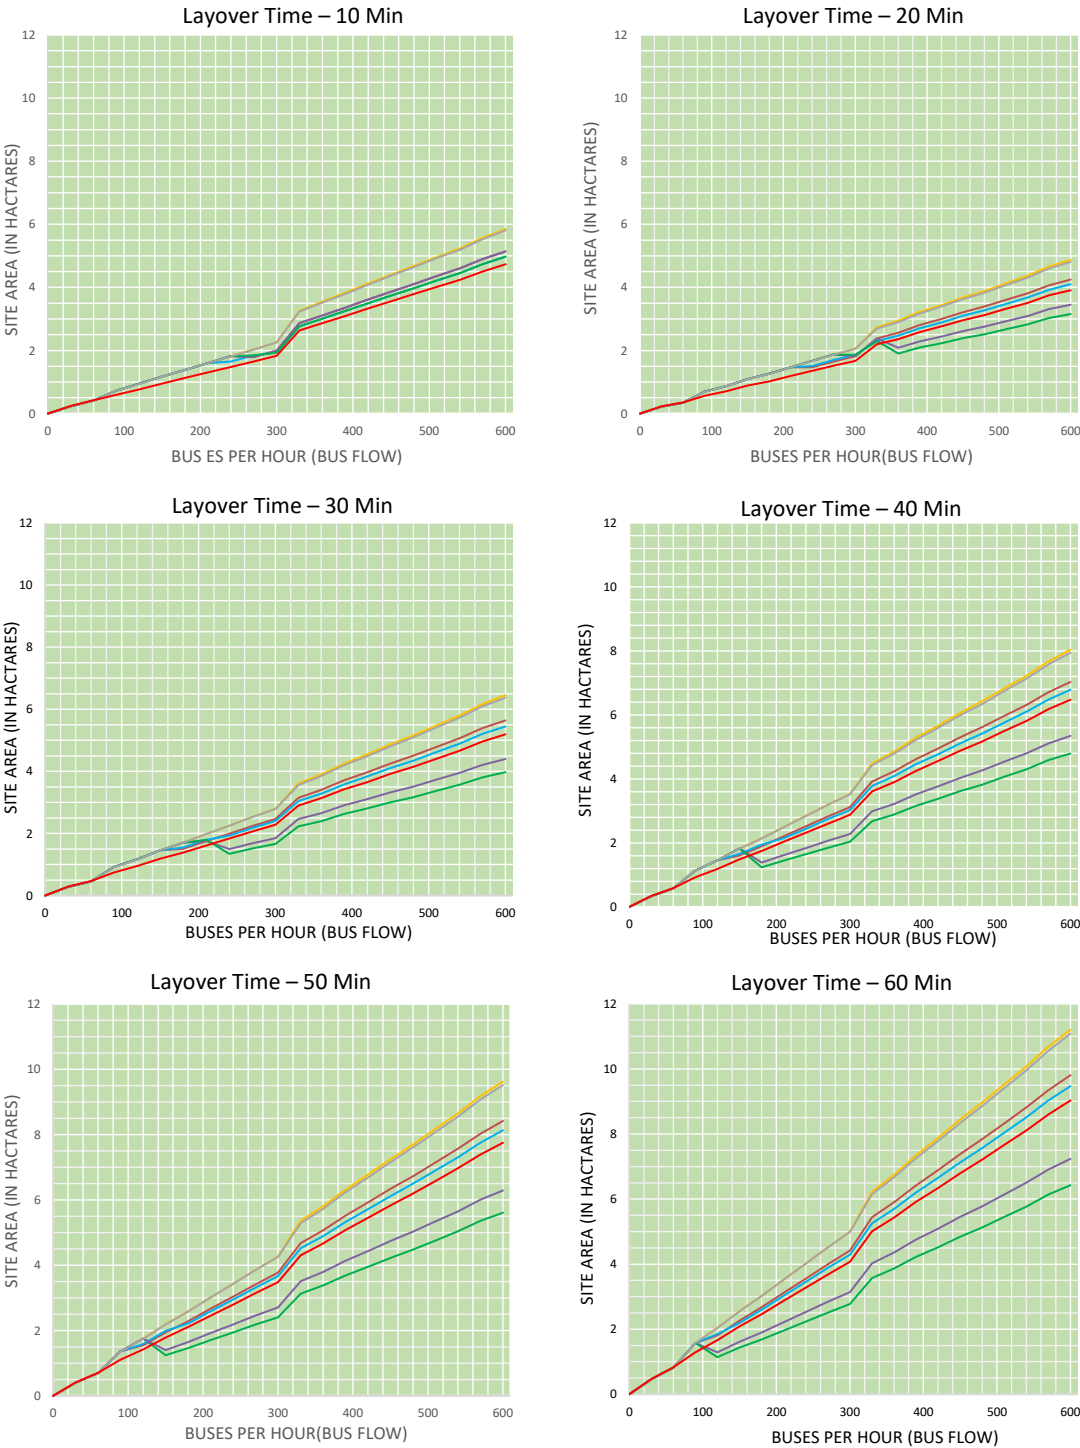 Layover Time – 10 Min
12
10
8
6
4
2
0
SITE AREA (IN HACTARES)
0 100 200 300 400 500 600
BUS ES PER HOUR (BUS FLOW)
Layover Time – 20 Min
12
10
8
6
4
2
0
SITE AREA (IN HACTARES)
0 100 200 300 400 500 600
BUSES PER HOUR(BUS FLOW)
Layover Time – 30 Min
12
10
8
6
4
2
0
SITE AREA (IN HACTARES)
0 100 200 300 400 500 600
BUSES PER HOUR (BUS FLOW)
Layover Time – 40 Min
12
10
8
6
4
2
0
SITE AREA (IN HACTARES)
0 100 200 300 400 500 600
BUSES PER HOUR (BUS FLOW)
Layover Time – 50 Min
12
10
8
6
4
2
0
SITE AREA (IN HACTARES)
0 100 200 300 400 500 600
BUSES PER HOUR(BUS FLOW)
Layover Time – 60 Min
12
10
8
6
4
2
0
SITE AREA (IN HACTARES)
0 100 200 300 400 500 600
BUSES PER HOUR (BUS FLOW)